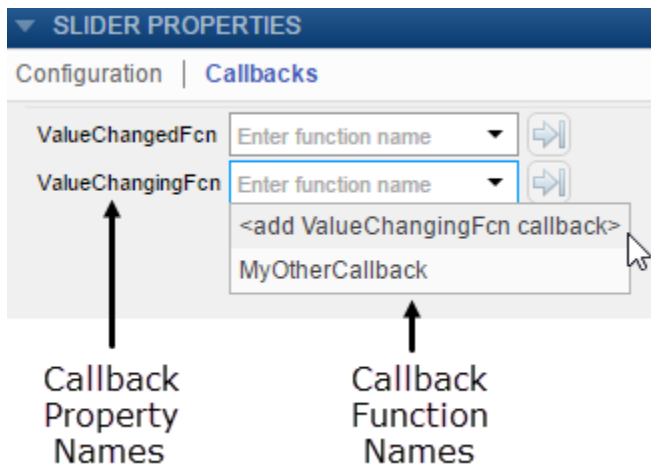 SLIDER PROPERTIES
Configuration | Callbacks
ValueChangedFcn Enter function name
ValueChangingFcn Enter function name
<add ValueChangingFcn callback>
MyOtherCallback
Callback Property Names
Callback Function Names